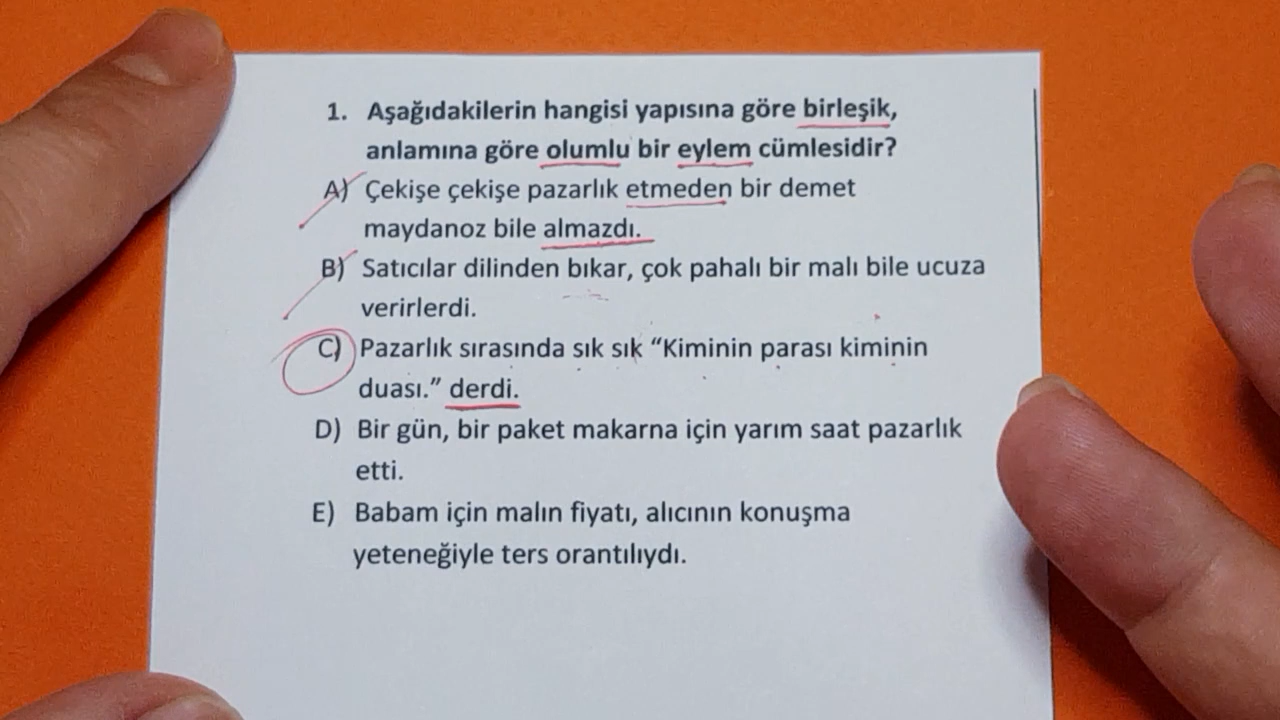 1. Aşağıdakilerin hangisi yapısına göre birleşik,
anlamına göre olumlu bir eylem cümlesidir?
A) Çekişe çekişe pazarlık etmeden bir demet
maydanoz bile almazdı.
B) Satıcılar dilinden bıkar, çok pahalı bir malı bile ucuza
verirlerdi.
C) Pazarlık sırasında sık sık “Kiminin parası kiminin
duası.” derdi.
D) Bir gün, bir paket makarna için yarım saat pazarlık
etti.
E) Babam için malın fiyatı, alıcının konuşma
yeteneğiyle ters orantılıydı.